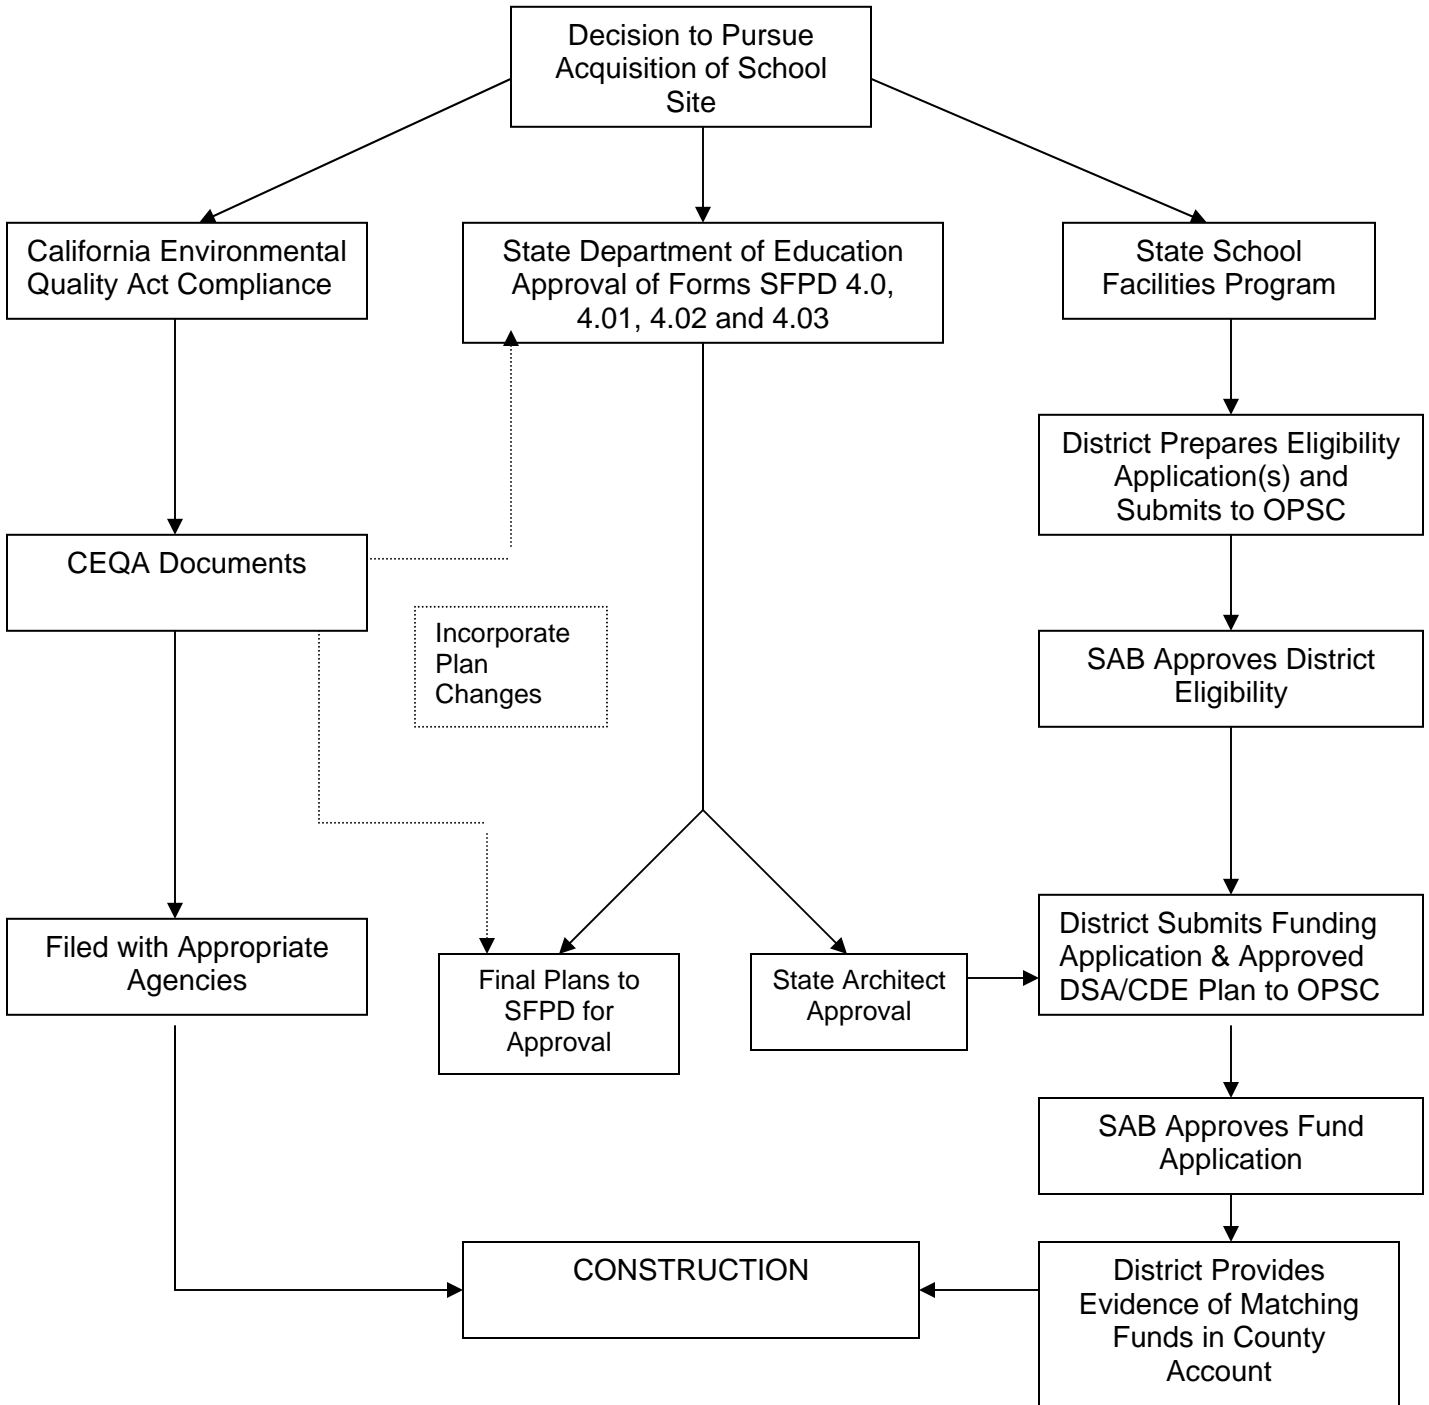 Decision to Pursue
Acquisition of School
Site
California Environmental
Quality Act Compliance
State Department of Education
Approval of Forms SFPD 4.0,
4.01, 4.02 and 4.03
State School
Facilities Program
District Prepares Eligibility
Application(s) and
Submits to OPSC
CEQA Documents
Incorporate
Plan
Changes
SAB Approves District
Eligibility
Filed with Appropriate
Agencies
Final Plans to
SFPD for
Approval
State Architect
Approval
District Submits Funding
Application & Approved
DSA/CDE Plan to OPSC
SAB Approves Fund
Application
CONSTRUCTION
District Provides
Evidence of Matching
Funds in County
Account